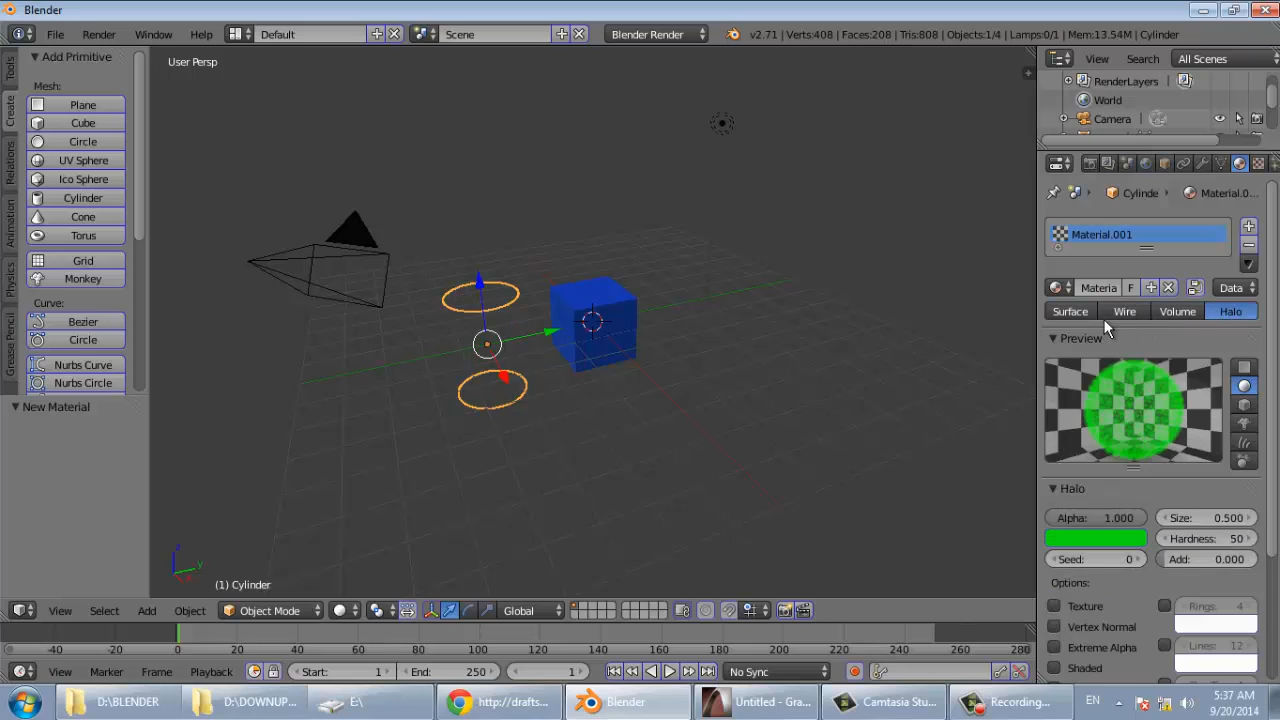 Blender
File Render Window Help Default Scene Blender Render v2.71 | Verts:408 | Faces:208 | Tris:808 | Objects:1/4 | Lamps:0/1 | Mem:13.54M | Cylinder
Add Primitive
Mesh:
Plane
Cube
Circle
UV Sphere
Ico Sphere
Cylinder
Cone
Torus
Grid
Monkey
Curve:
Bezier
Circle
Nurbs Curve
Nurbs Circle
New Material
Tools
Create
Relations
Animation
Physics
Grease Pencil
User Persp
z
y
(1) Cylinder
View Select Add Object Object Mode Global
View Search All Scenes
RenderLayers
World
Camera
Cylinde Material.0...
Material.001
Materia F Data
Surface Wire Volume Halo
Preview
Halo
Alpha: 1.000 Size: 0.500
Hardness: 50
Seed: 0 Add: 0.000
Options:
Texture Rings: 4
Vertex Normal
Extreme Alpha Lines: 12
Shaded
-40 -20 0 20 40 60 80 100 120 140 160 180 200 220 240 260 280
View Marker Frame Playback Start: 1 End: 250 1 No Sync
D:\BLENDER D:\DOWNUP... E:\ http://drafts... Blender Untitled - Gra... Camtasia Stu... Recording... EN 5:37 AM
9/20/2014